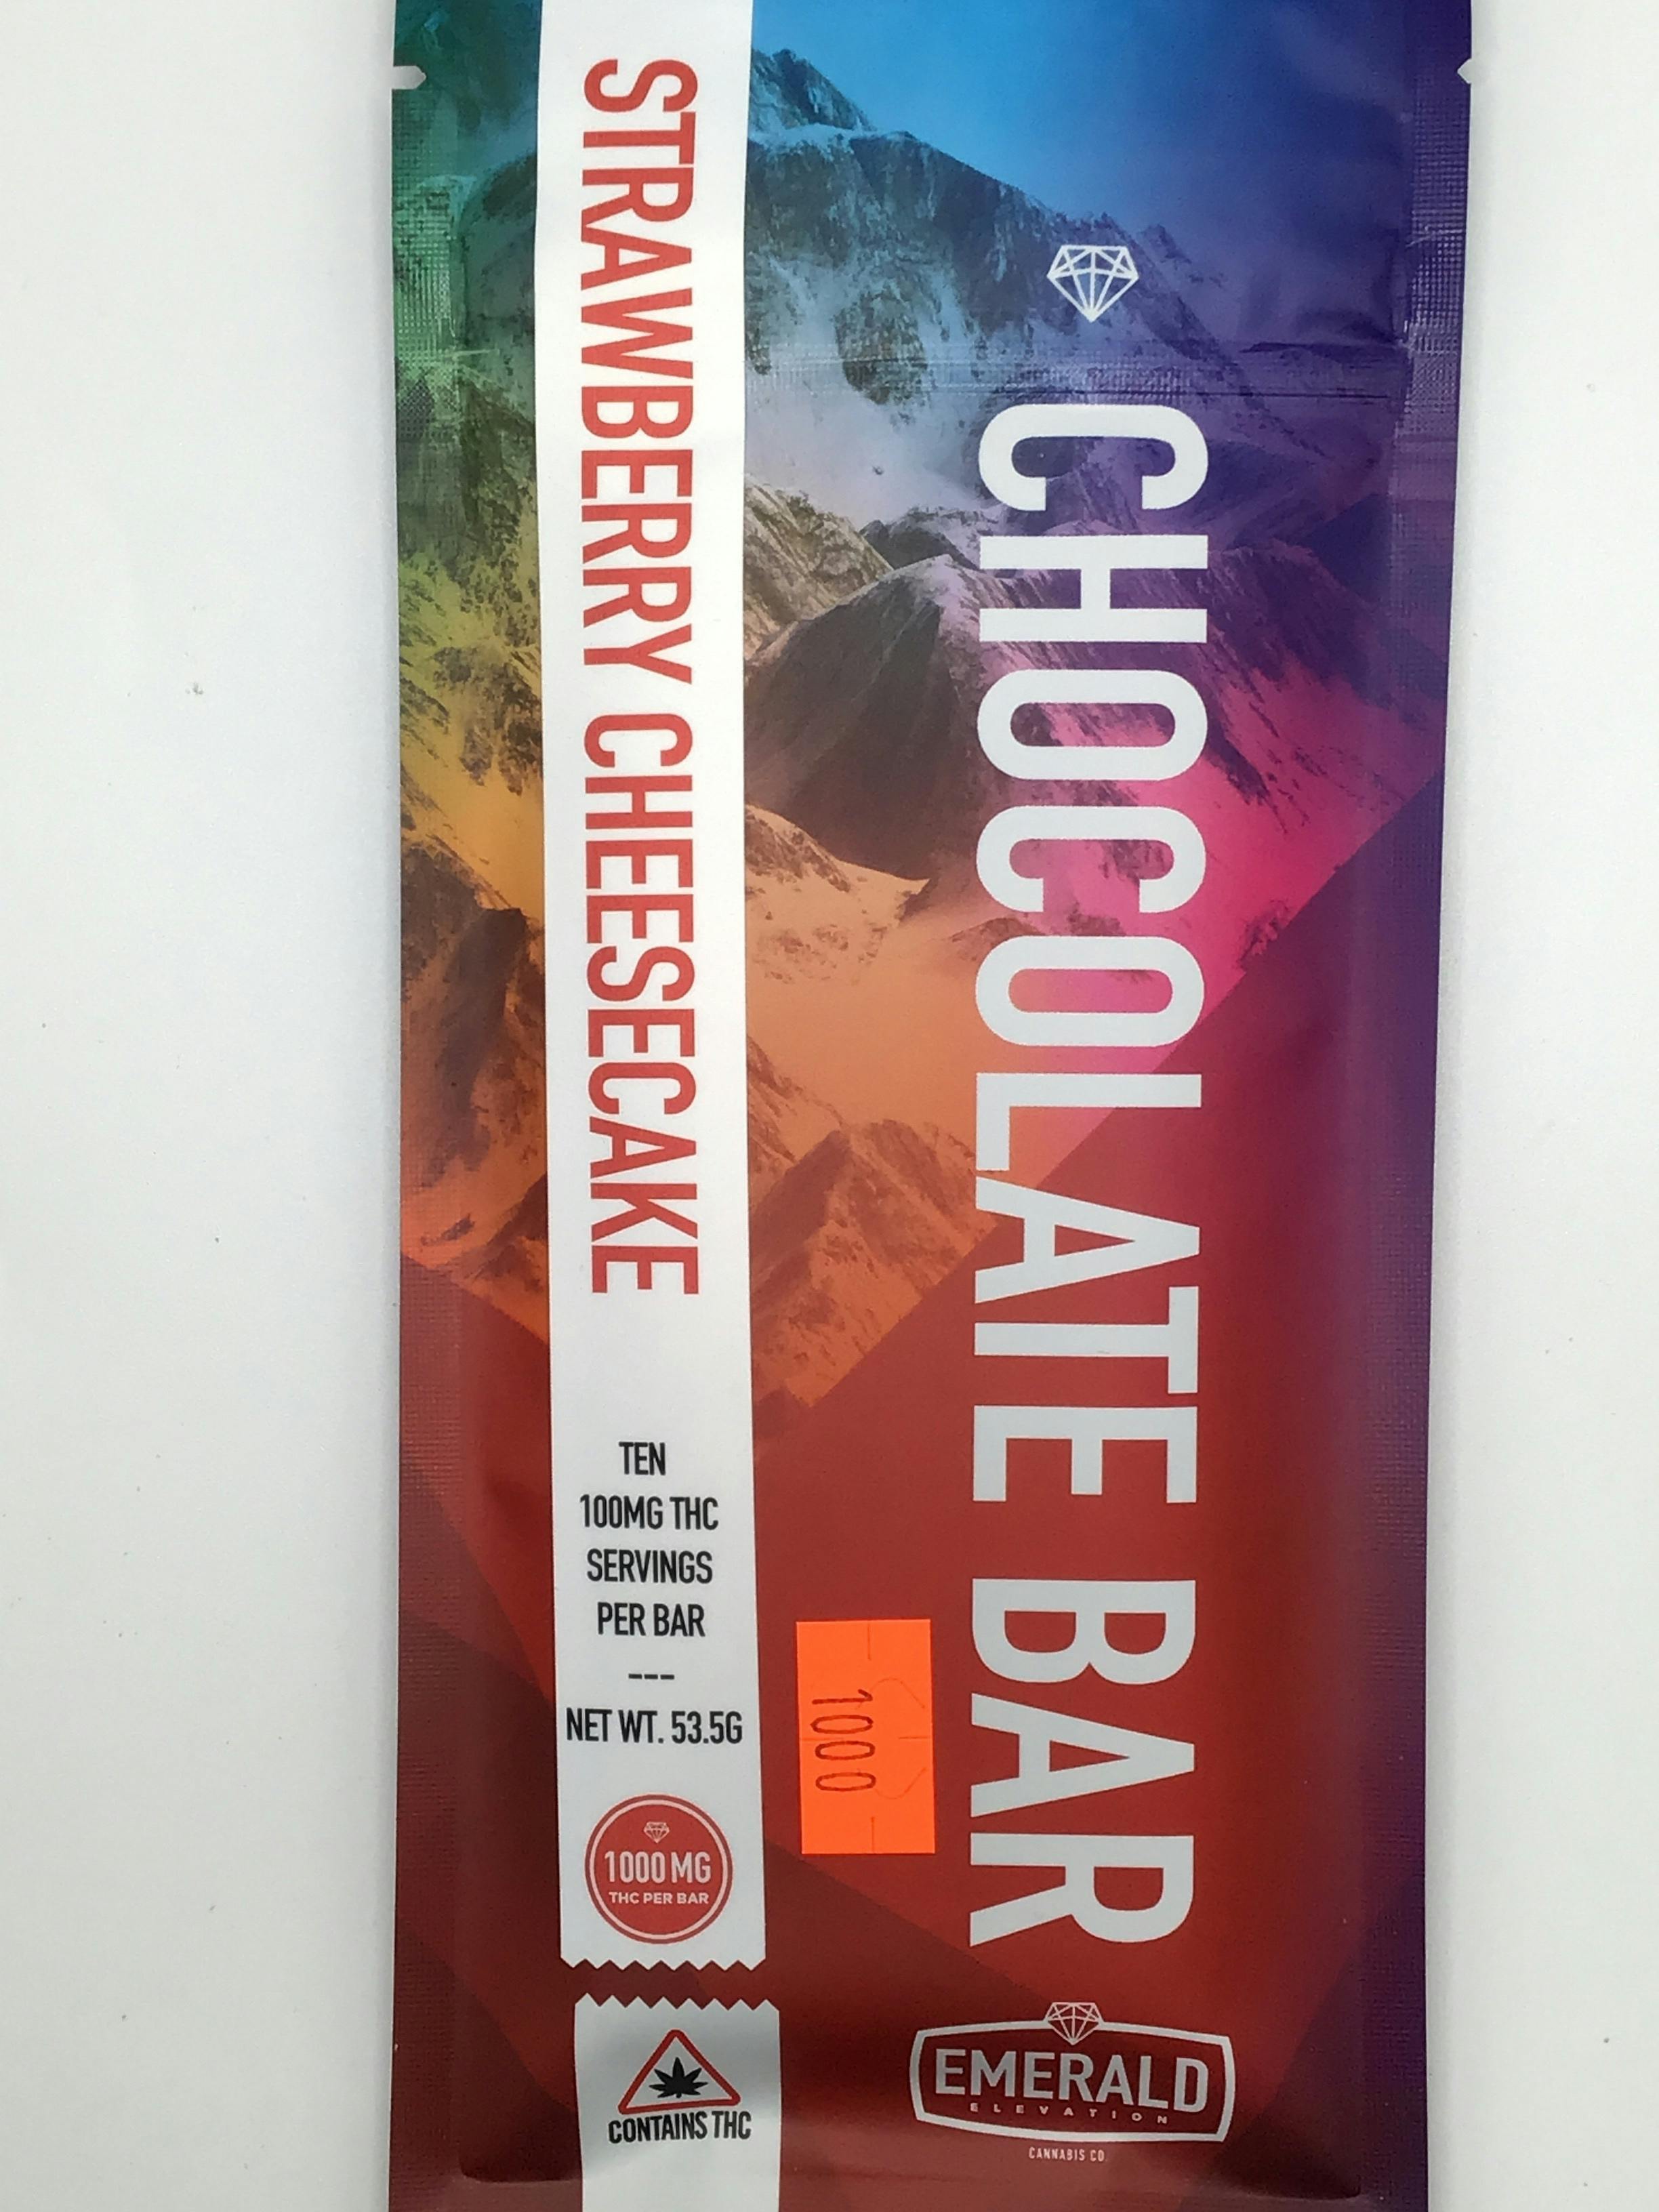 STRAWBERRY CHEESECAKE
CHOCOLATE BAR
TEN
100MG THC
SERVINGS
PER BAR
---
NET WT. 53.5G
1000
1000 MG
THC PER BAR
CONTAINS THC
EMERALD
ELEVATION
CANNABIS CO